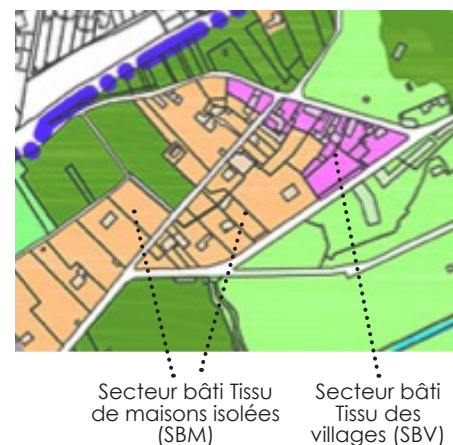 Secteur bâti Tissu
de maisons isolées
(SBM)
Secteur bâti
Tissu des
villages (SBV)